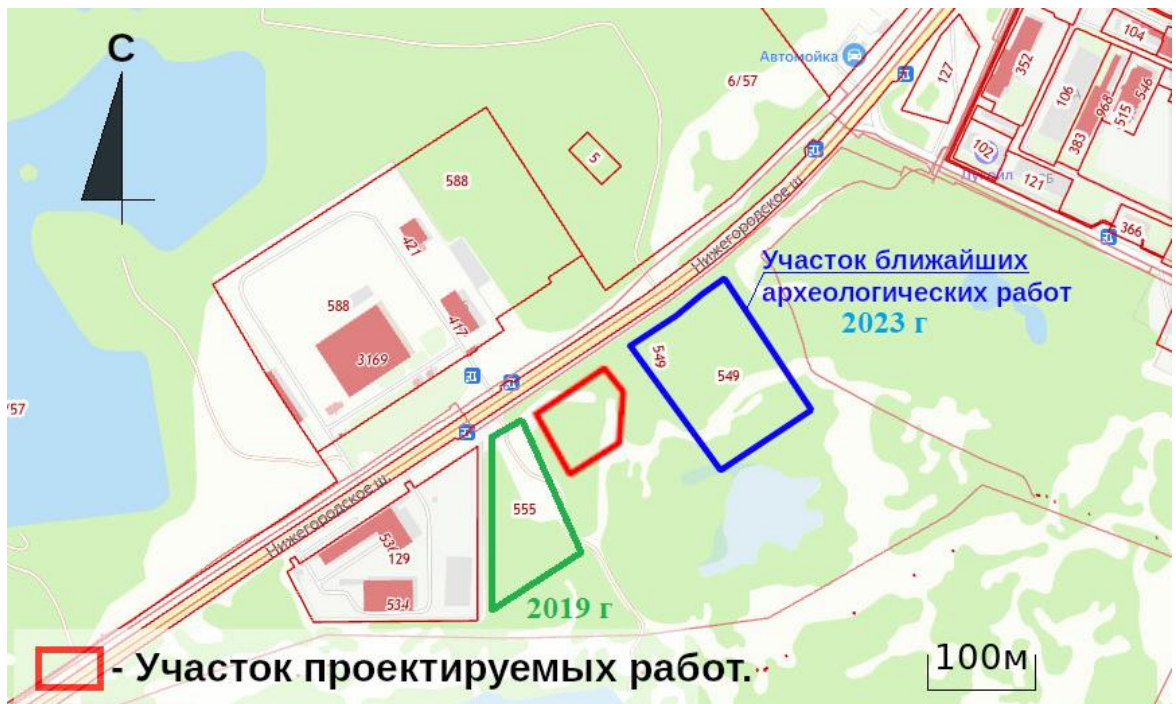 С
Автомойка
6/57
127
352
104
106
968
546
515
383
102
121
366
588
5
421
Нижегородское ш.
Участок ближайших
археологических работ
2023 г
588
417
3169
549
549
57
555
Нижегородское ш.
129
534
2019 г
- Участок проектируемых работ.
100м